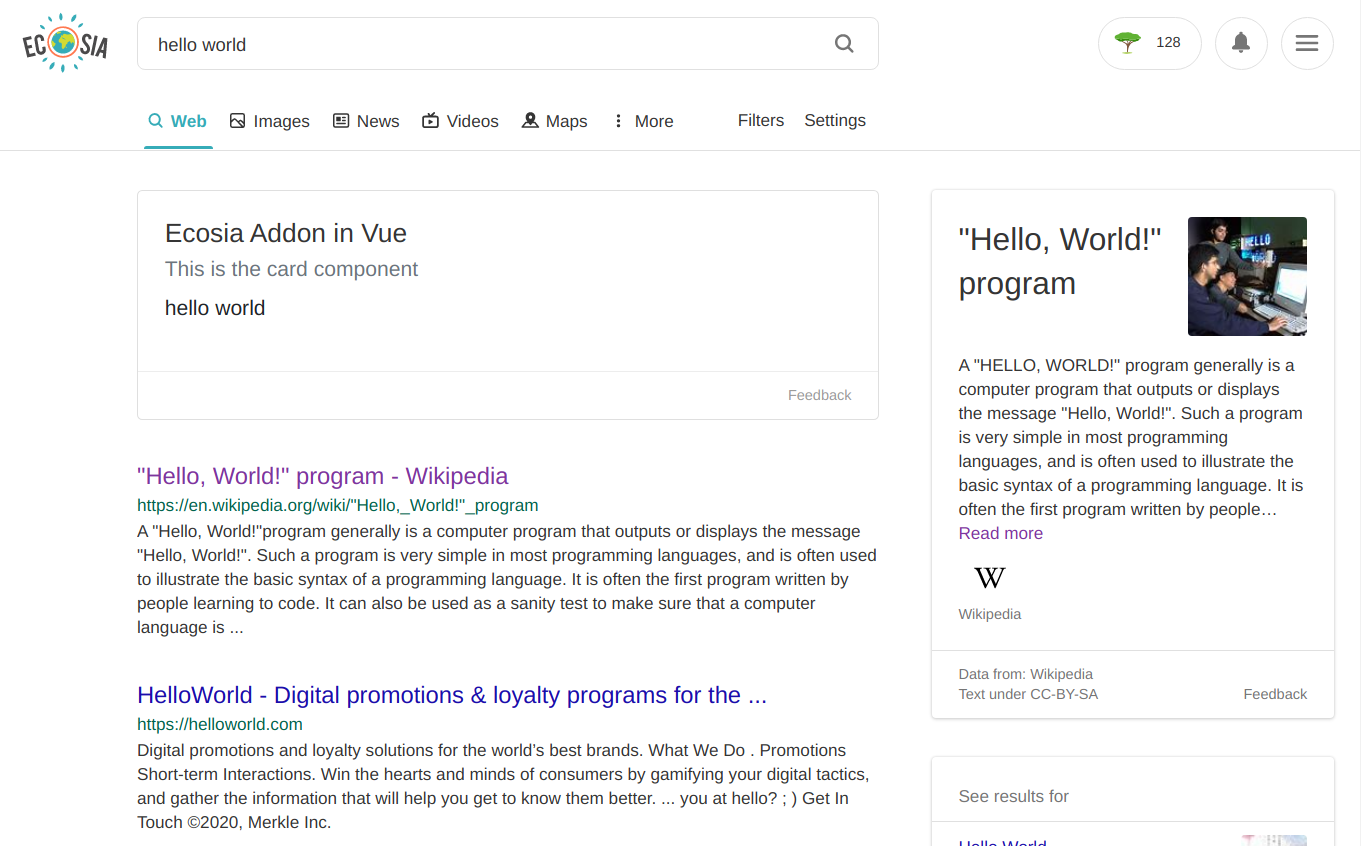 ECOSIA
hello world
128
Web
Images
News
Videos
Maps
More
Filters
Settings
Ecosia Addon in Vue
This is the card component
hello world
Feedback
"Hello, World!" program - Wikipedia
https://en.wikipedia.org/wiki/"Hello,_World!"_program
A "Hello, World!"program generally is a computer program that outputs or displays the message
"Hello, World!". Such a program is very simple in most programming languages, and is often used
to illustrate the basic syntax of a programming language. It is often the first program written by
people learning to code. It can also be used as a sanity test to make sure that a computer
language is ...
HelloWorld - Digital promotions & loyalty programs for the ...
https://helloworld.com
Digital promotions and loyalty solutions for the world’s best brands. What We Do . Promotions
Short-term Interactions. Win the hearts and minds of consumers by gamifying your digital tactics,
and gather the information that will help you get to know them better. ... you at hello? ; ) Get In
Touch ©2020, Merkle Inc.
"Hello, World!"
program
HELLO
WORLD
A "HELLO, WORLD!" program generally is a
computer program that outputs or displays
the message "Hello, World!". Such a program
is very simple in most programming
languages, and is often used to illustrate the
basic syntax of a programming language. It is
often the first program written by people…
Read more
W
Wikipedia
Data from: Wikipedia
Text under CC-BY-SA
Feedback
See results for
Hello World